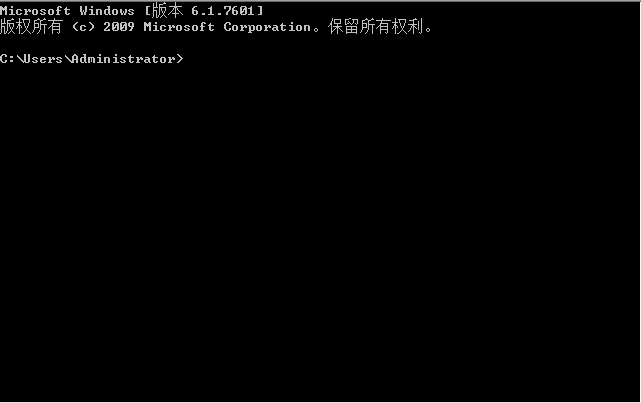 Microsoft Windows [版本 6.1.7601]
版权所有 (c) 2009 Microsoft Corporation。保留所有权利。
C:\Users\Administrator>